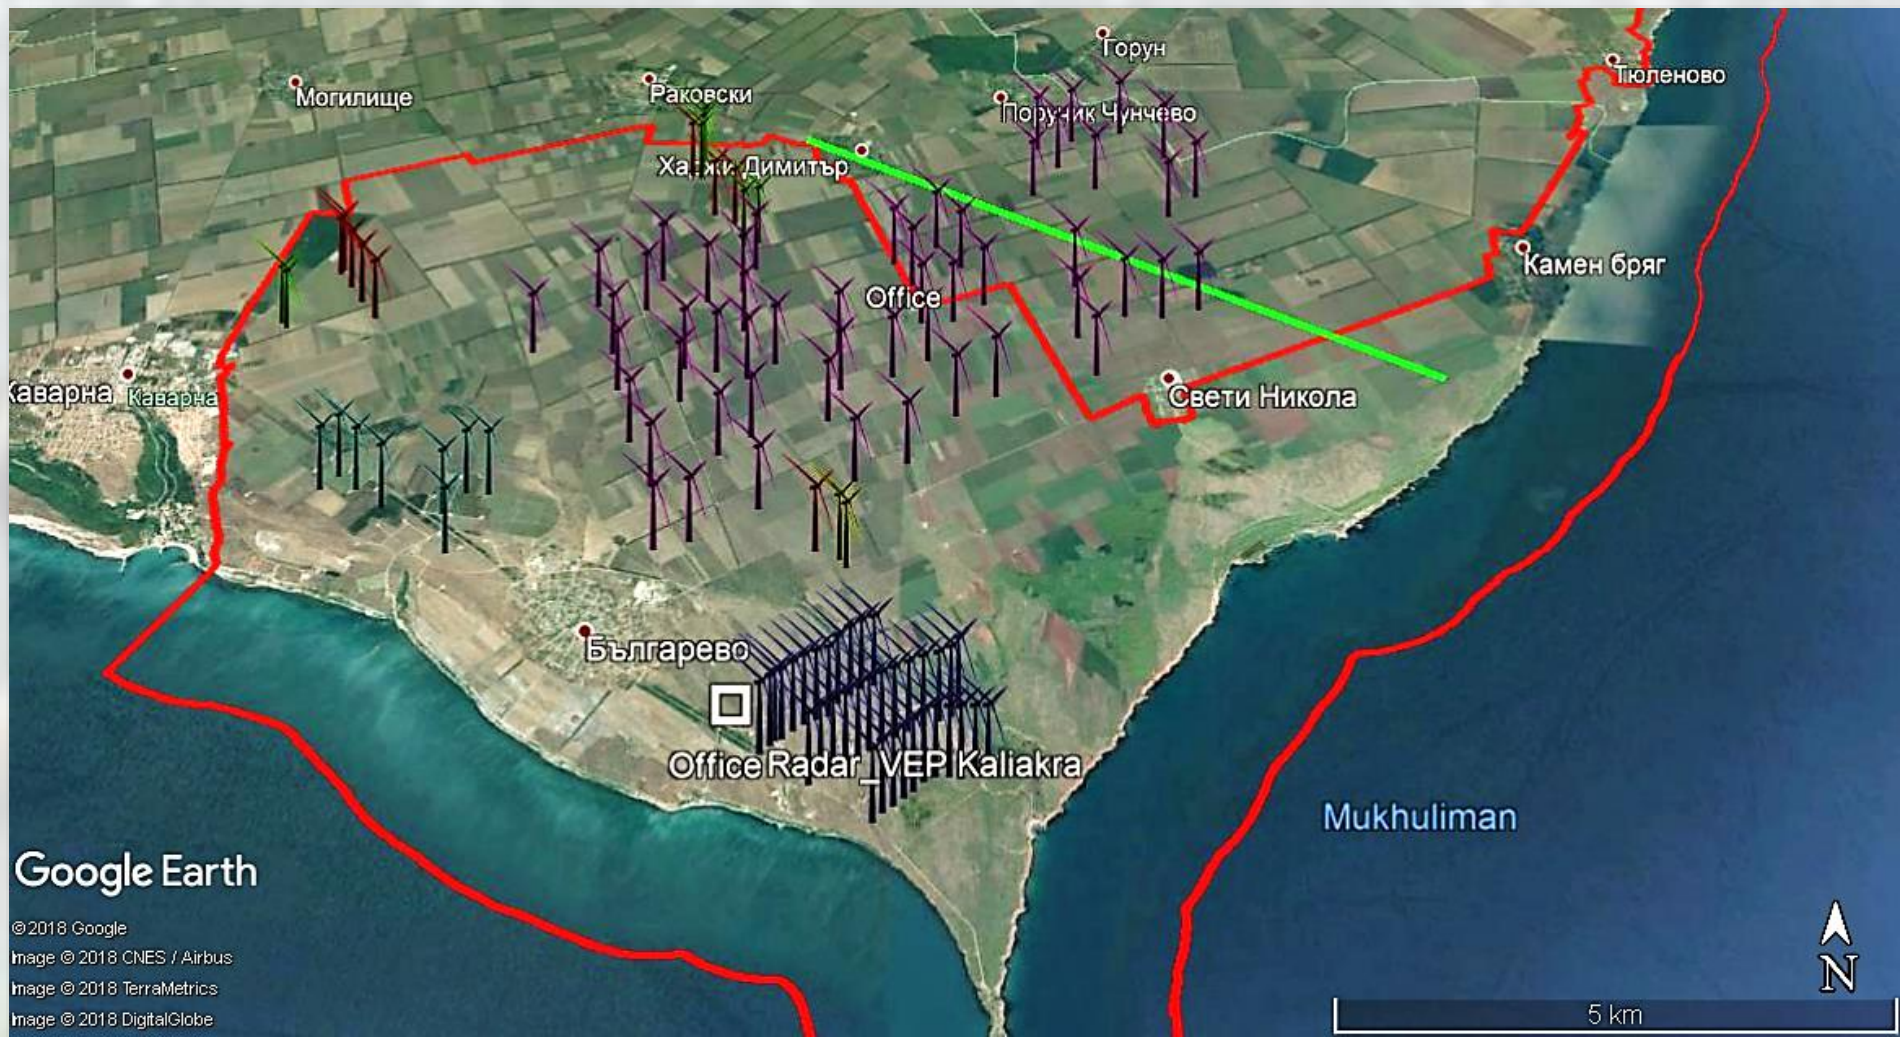 Горун
Тюленово
Могилище
Раковски
Поручик Чунчево
Хаджи Димитър
Камен бряг
Office
Каварна
Каварна
Свети Никола
Българево
Office Radar_VEP Kaliakra
Mukhuliman
Google Earth
©2018 Google
Image © 2018 CNES / Airbus
Image © 2018 TerraMetrics
Image © 2018 DigitalGlobe
N
5 km